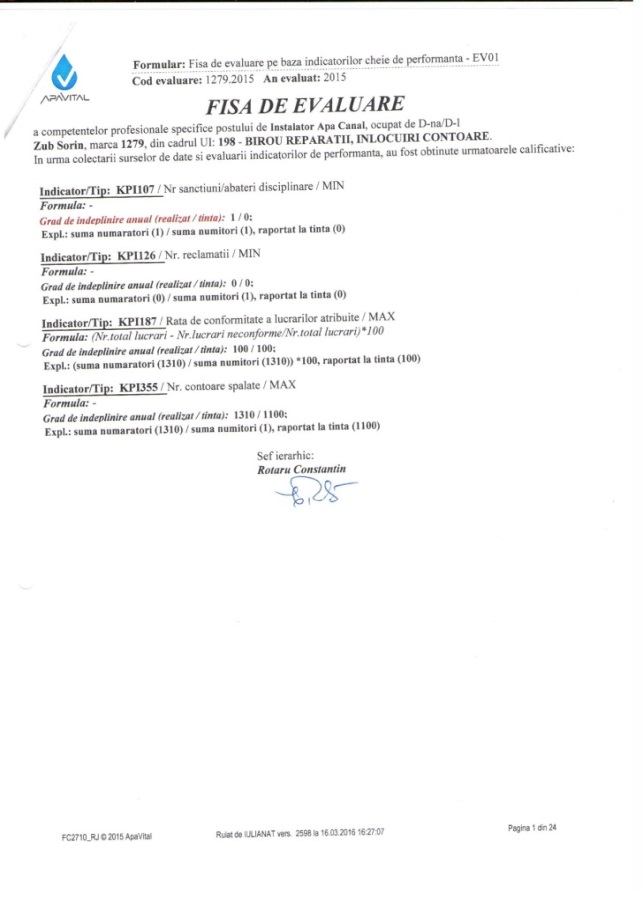 APAVITAL
Formular: Fisa de evaluare pe baza indicatorilor cheie de performanta - EV01
Cod evaluare: 1279.2015 An evaluat: 2015
FISA DE EVALUARE
a competentelor profesionale specifice postului de Instalator Apa Canal, ocupat de D-na/D-l
Zub Sorin, marca 1279, din cadrul UI: 198 - BIROU REPARATII, INLOCUIRI CONTOARE.
In urma colectarii surselor de date si evaluarii indicatorilor de performanta, au fost obtinute urmatoarele calificative:
Indicator/Tip: KPI107 / Nr sanctiuni/abateri disciplinare / MIN
Formula: -
Grad de indeplinire anual (realizat / tinta): 1 / 0;
Expl.: suma numaratori (1) / suma numitori (1), raportat la tinta (0)
Indicator/Tip: KPI126 / Nr. reclamatii / MIN
Formula: -
Grad de indeplinire anual (realizat / tinta): 0 / 0;
Expl.: suma numaratori (0) / suma numitori (1), raportat la tinta (0)
Indicator/Tip: KPI187 / Rata de conformitate a lucrarilor atribuite / MAX
Formula: (Nr.total lucrari - Nr.lucrari neconforme/Nr.total lucrari)*100
Grad de indeplinire anual (realizat / tinta): 100 / 100;
Expl.: (suma numaratori (1310) / suma numitori (1310)) *100, raportat la tinta (100)
Indicator/Tip: KPI355 / Nr. contoare spalate / MAX
Formula: -
Grad de indeplinire anual (realizat / tinta): 1310 / 1100;
Expl.: suma numaratori (1310) / suma numitori (1), raportat la tinta (1100)
Sef ierarhic:
Rotaru Constantin
FC2710_RJ © 2015 ApaVital
Rulat de IULIANAT vers. 2598 la 16.03.2016 16:27:07
Pagina 1 din 24